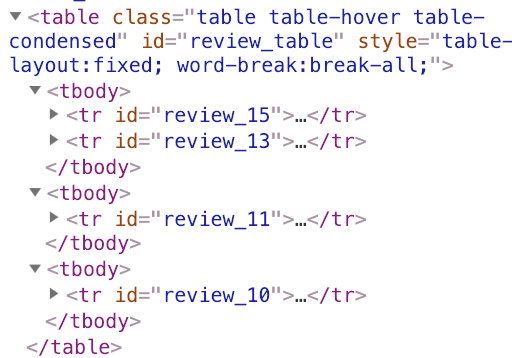 ▼<table class="table table-hover table-
condensed" id="review_table" style="table-
layout:fixed; word-break:break-all;">
▼<tbody>
▶<tr id="review_15">…</tr>
▶<tr id="review_13">…</tr>
</tbody>
▼<tbody>
▶<tr id="review_11">…</tr>
</tbody>
▼<tbody>
▶<tr id="review_10">…</tr>
</tbody>
</table>